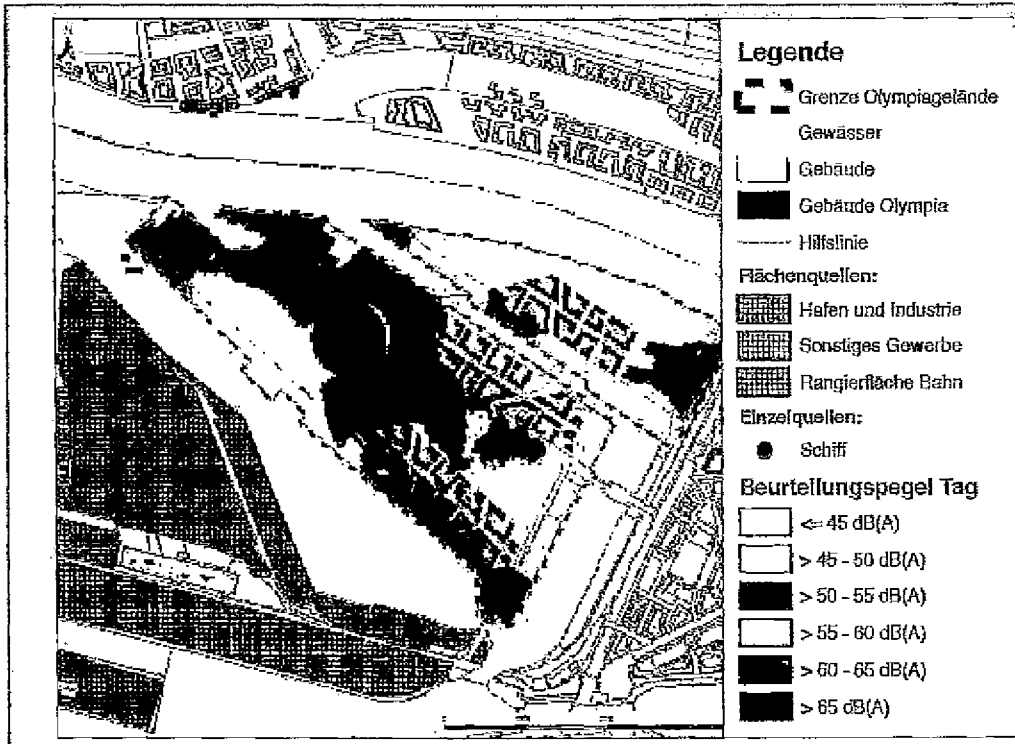 Legende
Grenze Olympiagelände
Gewässer
Gebäude
Gebäude Olympia
Hilfslinie
Flächenquellen:
Hafen und Industrie
Sonstiges Gewerbe
Rangierfläche Bahn
Einzelquellen:
Schiff
Beurteilungspegel Tag
<= 45 dB(A)
> 45 - 50 dB(A)
> 50 - 55 dB(A)
> 55 - 60 dB(A)
> 60 - 65 dB(A)
> 65 dB(A)